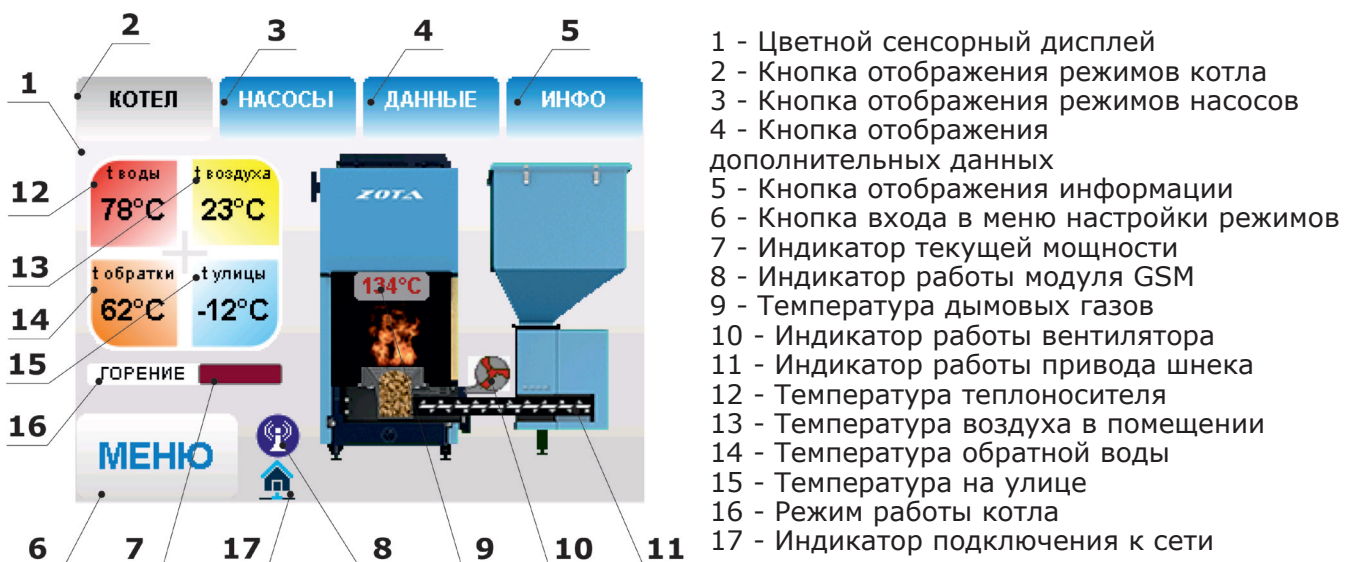 2
3
4
5
1
КОТЕЛ
НАСОСЫ
ДАННЫЕ
ИНФО
12
t воды
78°C
t воздуха
23°C
ZOTA
13
t обратки
62°C
t улицы
-12°C
134°C
14
15
ГОРЕНИЕ
16
МЕНЮ
6
7
17
8
9
10
11
1 - Цветной сенсорный дисплей
2 - Кнопка отображения режимов котла
3 - Кнопка отображения режимов насосов
4 - Кнопка отображения
дополнительных данных
5 - Кнопка отображения информации
6 - Кнопка входа в меню настройки режимов
7 - Индикатор текущей мощности
8 - Индикатор работы модуля GSM
9 - Температура дымовых газов
10 - Индикатор работы вентилятора
11 - Индикатор работы привода шнека
12 - Температура теплоносителя
13 - Температура воздуха в помещении
14 - Температура обратной воды
15 - Температура на улице
16 - Режим работы котла
17 - Индикатор подключения к сети